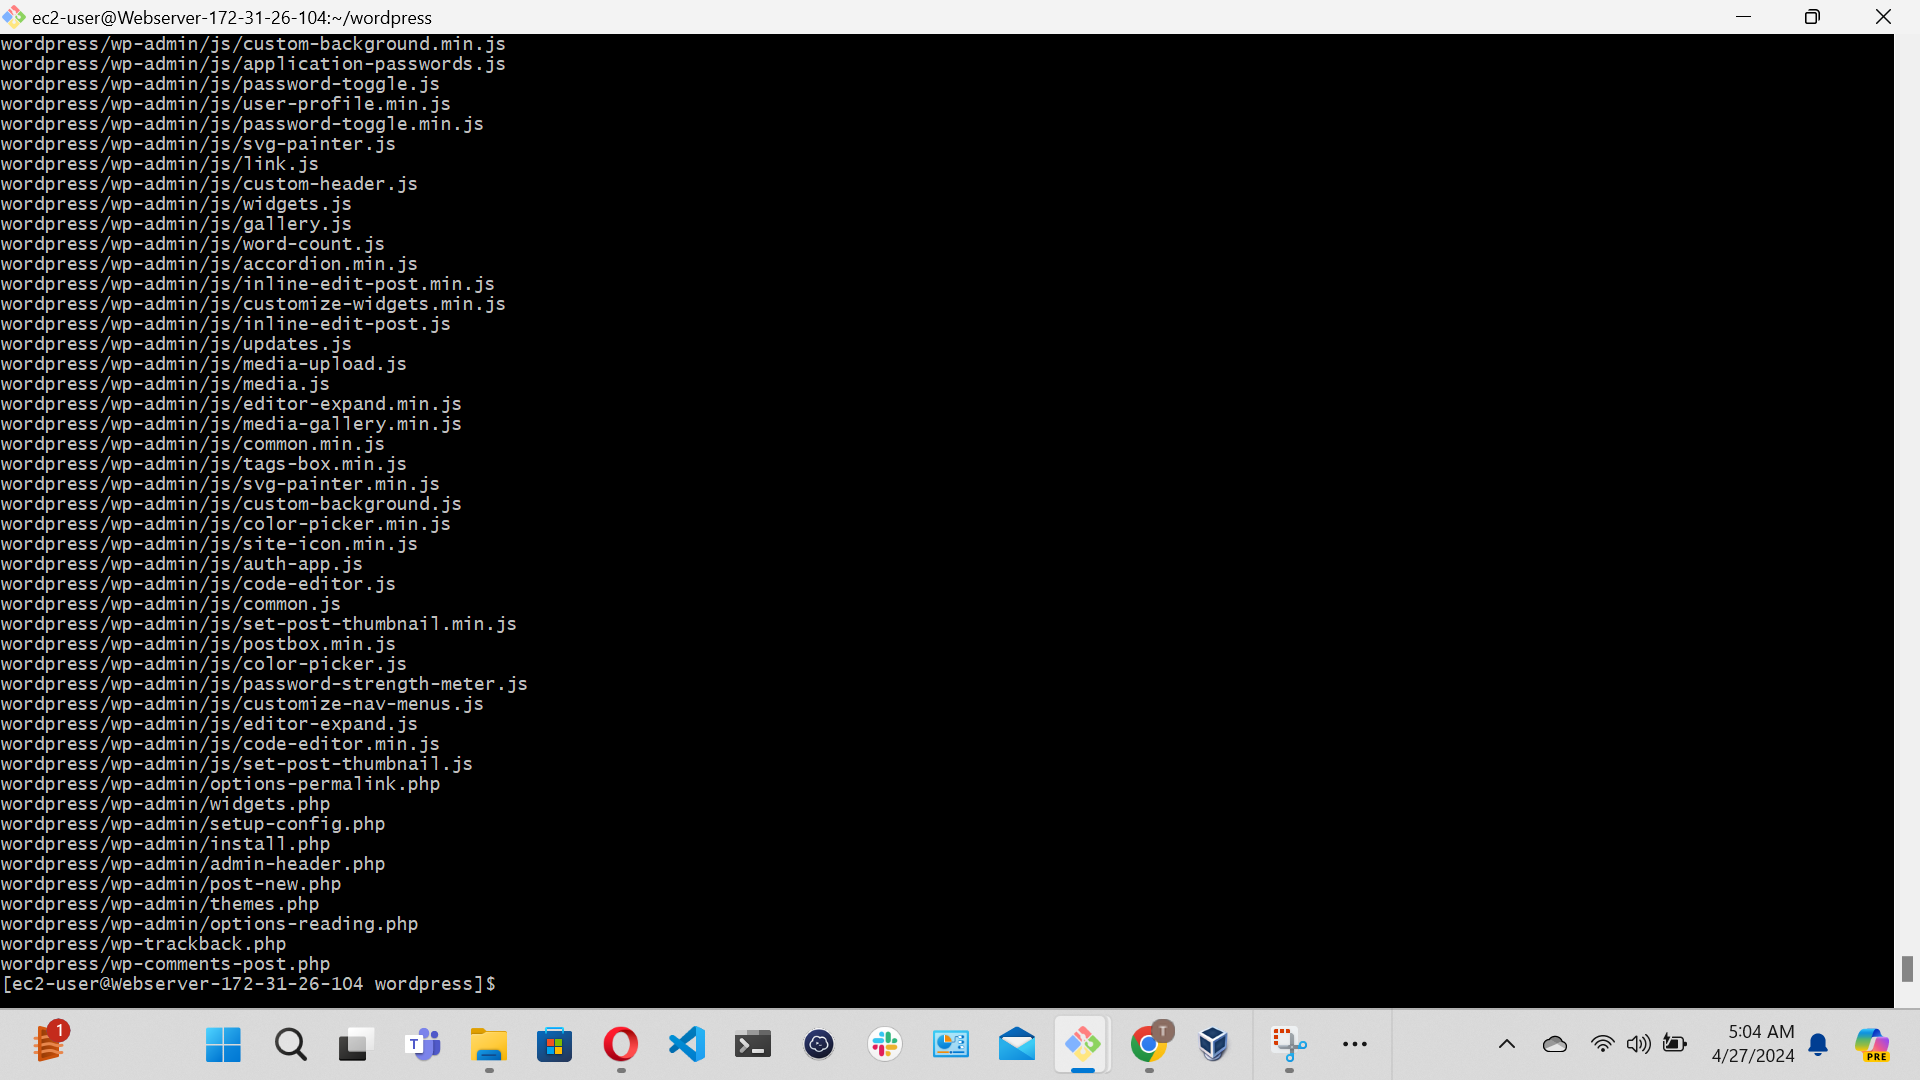 ec2-user@Webserver-172-31-26-104:~/wordpress
wordpress/wp-admin/js/custom-background.min.js
wordpress/wp-admin/js/application-passwords.js
wordpress/wp-admin/js/password-toggle.js
wordpress/wp-admin/js/user-profile.min.js
wordpress/wp-admin/js/password-toggle.min.js
wordpress/wp-admin/js/svg-painter.js
wordpress/wp-admin/js/link.js
wordpress/wp-admin/js/custom-header.js
wordpress/wp-admin/js/widgets.js
wordpress/wp-admin/js/gallery.js
wordpress/wp-admin/js/word-count.js
wordpress/wp-admin/js/accordion.min.js
wordpress/wp-admin/js/inline-edit-post.min.js
wordpress/wp-admin/js/customize-widgets.min.js
wordpress/wp-admin/js/inline-edit-post.js
wordpress/wp-admin/js/updates.js
wordpress/wp-admin/js/media-upload.js
wordpress/wp-admin/js/media.js
wordpress/wp-admin/js/editor-expand.min.js
wordpress/wp-admin/js/media-gallery.min.js
wordpress/wp-admin/js/common.min.js
wordpress/wp-admin/js/tags-box.min.js
wordpress/wp-admin/js/svg-painter.min.js
wordpress/wp-admin/js/custom-background.js
wordpress/wp-admin/js/color-picker.min.js
wordpress/wp-admin/js/site-icon.min.js
wordpress/wp-admin/js/auth-app.js
wordpress/wp-admin/js/code-editor.js
wordpress/wp-admin/js/common.js
wordpress/wp-admin/js/set-post-thumbnail.min.js
wordpress/wp-admin/js/postbox.min.js
wordpress/wp-admin/js/color-picker.js
wordpress/wp-admin/js/password-strength-meter.js
wordpress/wp-admin/js/customize-nav-menus.js
wordpress/wp-admin/js/editor-expand.js
wordpress/wp-admin/js/code-editor.min.js
wordpress/wp-admin/js/set-post-thumbnail.js
wordpress/wp-admin/options-permalink.php
wordpress/wp-admin/widgets.php
wordpress/wp-admin/setup-config.php
wordpress/wp-admin/install.php
wordpress/wp-admin/admin-header.php
wordpress/wp-admin/post-new.php
wordpress/wp-admin/themes.php
wordpress/wp-admin/options-reading.php
wordpress/wp-trackback.php
wordpress/wp-comments-post.php
[ec2-user@Webserver-172-31-26-104 wordpress]$
1
T
T
5:04 AM
4/27/2024
PRE